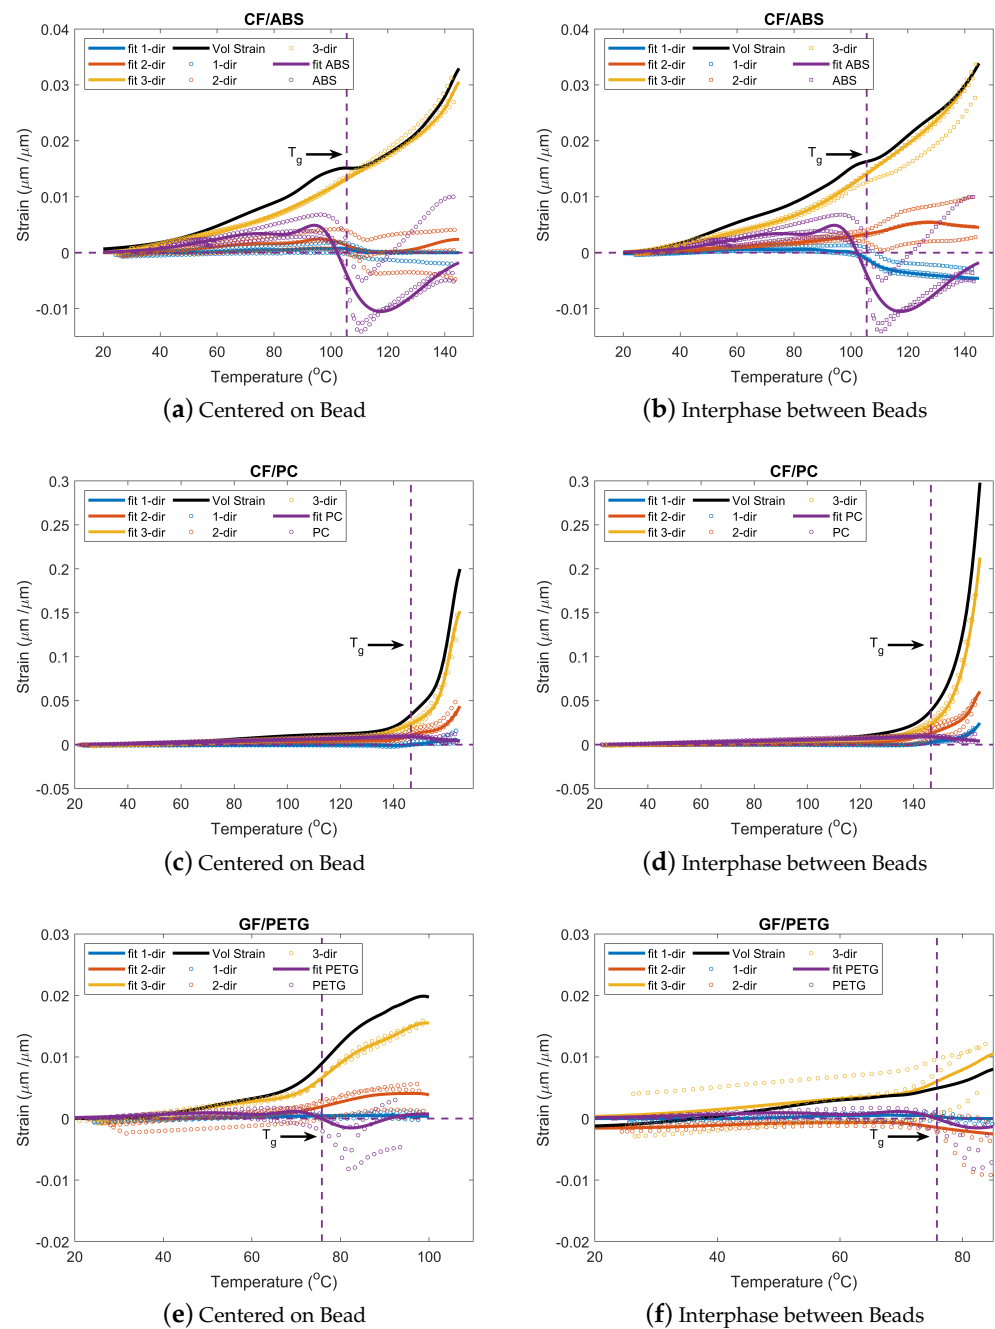 CF/ABS
0.04
0.03
0.02
0.01
0
-0.01
Strain (μm /μm)
fit 1-dir
fit 2-dir
fit 3-dir
Vol Strain
1-dir
2-dir
3-dir
fit ABS
ABS
Tg
20 40 60 80 100 120 140
Temperature (°C)
(a) Centered on Bead
CF/ABS
0.04
0.03
0.02
0.01
0
-0.01
Strain (μm /μm)
fit 1-dir
fit 2-dir
fit 3-dir
Vol Strain
1-dir
2-dir
3-dir
fit ABS
ABS
Tg
20 40 60 80 100 120 140
Temperature (°C)
(b) Interphase between Beads
CF/PC
0.3
0.25
0.2
0.15
0.1
0.05
0
-0.05
Strain (μm /μm)
fit 1-dir
fit 2-dir
fit 3-dir
Vol Strain
1-dir
2-dir
3-dir
fit PC
PC
Tg
20 40 60 80 100 120 140
Temperature (°C)
(c) Centered on Bead
CF/PC
0.3
0.25
0.2
0.15
0.1
0.05
0
-0.05
Strain (μm /μm)
fit 1-dir
fit 2-dir
fit 3-dir
Vol Strain
1-dir
2-dir
3-dir
fit PC
PC
Tg
20 40 60 80 100 120 140
Temperature (°C)
(d) Interphase between Beads
GF/PETG
0.03
0.02
0.01
0
-0.01
-0.02
Strain (μm /μm)
fit 1-dir
fit 2-dir
fit 3-dir
Vol Strain
1-dir
2-dir
3-dir
fit PETG
PETG
Tg
20 40 60 80 100
Temperature (°C)
(e) Centered on Bead
GF/PETG
0.03
0.02
0.01
0
-0.01
-0.02
Strain (μm /μm)
fit 1-dir
fit 2-dir
fit 3-dir
Vol Strain
1-dir
2-dir
3-dir
fit PETG
PETG
Tg
20 40 60 80
Temperature (°C)
(f) Interphase between Beads